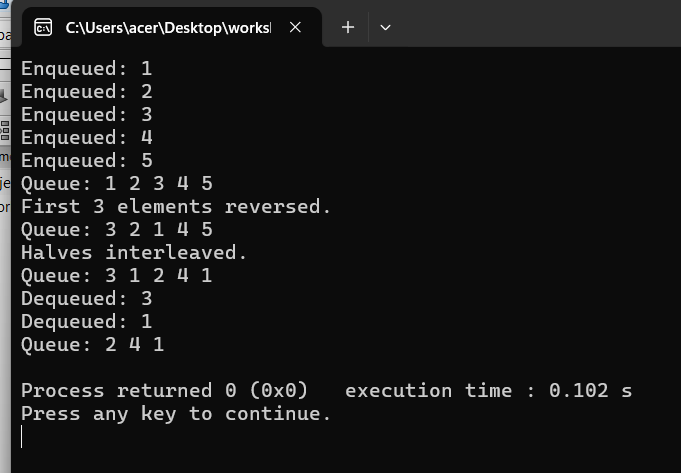 C:\Users\acer\Desktop\works
Enqueued: 1
Enqueued: 2
Enqueued: 3
Enqueued: 4
Enqueued: 5
Queue: 1 2 3 4 5
First 3 elements reversed.
Queue: 3 2 1 4 5
Halves interleaved.
Queue: 3 1 2 4 1
Dequeued: 3
Dequeued: 1
Queue: 2 4 1
Process returned 0 (0x0)   execution time : 0.102 s
Press any key to continue.